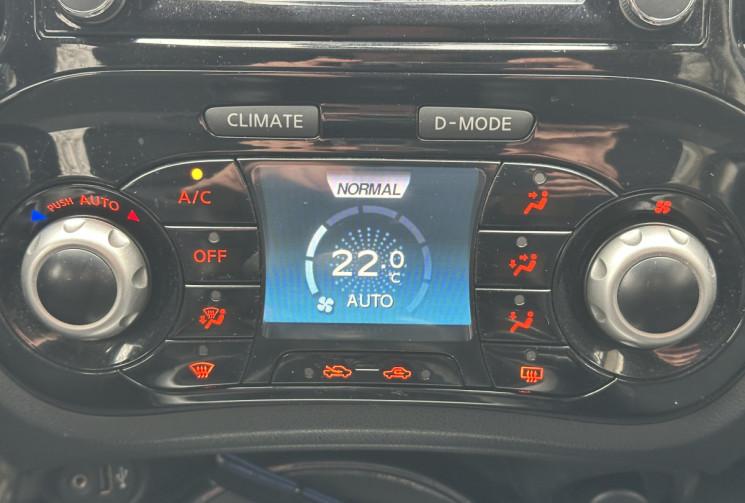 CLIMATE
D-MODE
PUSH AUTO
A/C
NORMAL
OFF
22.0
°C
AUTO